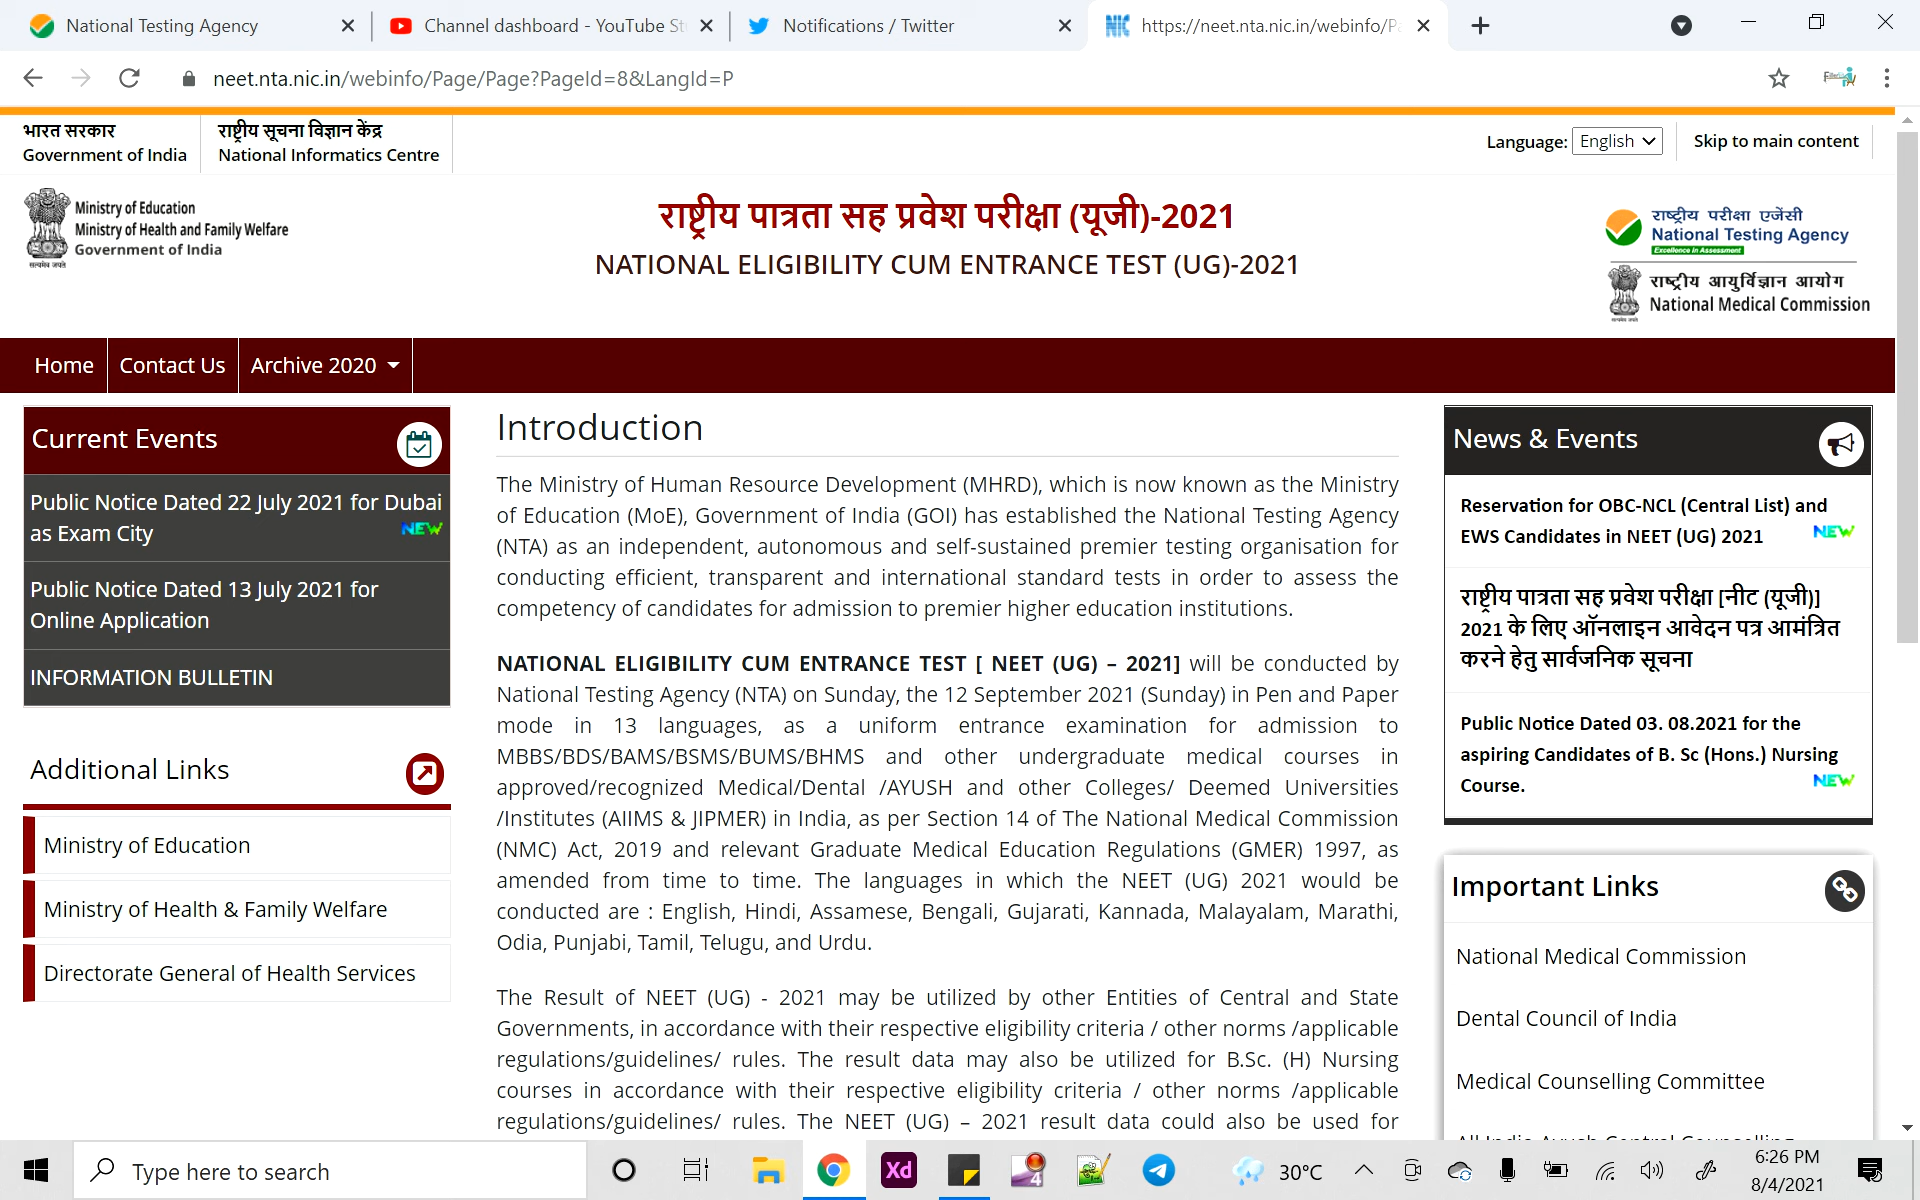 National Testing Agency
Channel dashboard - YouTube St
Notifications / Twitter
https://neet.nta.nic.in/webinfo/Pa
neet.nta.nic.in/webinfo/Page/Page?PageId=8&LangId=P
भारत सरकार
Government of India
राष्ट्रीय सूचना विज्ञान केंद्र
National Informatics Centre
Language: English
Skip to main content
सत्यमेव जयते
Ministry of Education
Ministry of Health and Family Welfare
Government of India
राष्ट्रीय पात्रता सह प्रवेश परीक्षा (यूजी)-2021
NATIONAL ELIGIBILITY CUM ENTRANCE TEST (UG)-2021
राष्ट्रीय परीक्षा एजेंसी
National Testing Agency
Excellence in Assessment
राष्ट्रीय आयुर्विज्ञान आयोग
National Medical Commission
सत्यमेव जयते
Home
Contact Us
Archive 2020
Current Events
Public Notice Dated 22 July 2021 for Dubai
as Exam City
NEW
Public Notice Dated 13 July 2021 for
Online Application
INFORMATION BULLETIN
Additional Links
Ministry of Education
Ministry of Health & Family Welfare
Directorate General of Health Services
Introduction
The Ministry of Human Resource Development (MHRD), which is now known as the Ministry
of Education (MoE), Government of India (GOI) has established the National Testing Agency
(NTA) as an independent, autonomous and self-sustained premier testing organisation for
conducting efficient, transparent and international standard tests in order to assess the
competency of candidates for admission to premier higher education institutions.
NATIONAL ELIGIBILITY CUM ENTRANCE TEST [ NEET (UG) – 2021] will be conducted by
National Testing Agency (NTA) on Sunday, the 12 September 2021 (Sunday) in Pen and Paper
mode in 13 languages, as a uniform entrance examination for admission to
MBBS/BDS/BAMS/BSMS/BUMS/BHMS and other undergraduate medical courses in
approved/recognized Medical/Dental /AYUSH and other Colleges/ Deemed Universities
/Institutes (AIIMS & JIPMER) in India, as per Section 14 of The National Medical Commission
(NMC) Act, 2019 and relevant Graduate Medical Education Regulations (GMER) 1997, as
amended from time to time. The languages in which the NEET (UG) 2021 would be
conducted are : English, Hindi, Assamese, Bengali, Gujarati, Kannada, Malayalam, Marathi,
Odia, Punjabi, Tamil, Telugu, and Urdu.
The Result of NEET (UG) - 2021 may be utilized by other Entities of Central and State
Governments, in accordance with their respective eligibility criteria / other norms /applicable
regulations/guidelines/ rules. The result data may also be utilized for B.Sc. (H) Nursing
courses in accordance with their respective eligibility criteria / other norms /applicable
regulations/guidelines/ rules. The NEET (UG) – 2021 result data could also be used for
News & Events
Reservation for OBC-NCL (Central List) and
EWS Candidates in NEET (UG) 2021
NEW
राष्ट्रीय पात्रता सह प्रवेश परीक्षा [नीट (यूजी)]
2021 के लिए ऑनलाइन आवेदन पत्र आमंत्रित
करने हेतु सार्वजनिक सूचना
Public Notice Dated 03. 08.2021 for the
aspiring Candidates of B. Sc (Hons.) Nursing
Course.
NEW
Important Links
National Medical Commission
Dental Council of India
Medical Counselling Committee
All India Ayush Central Counselling
Type here to search
Xd
4
30°C
6:26 PM
8/4/2021